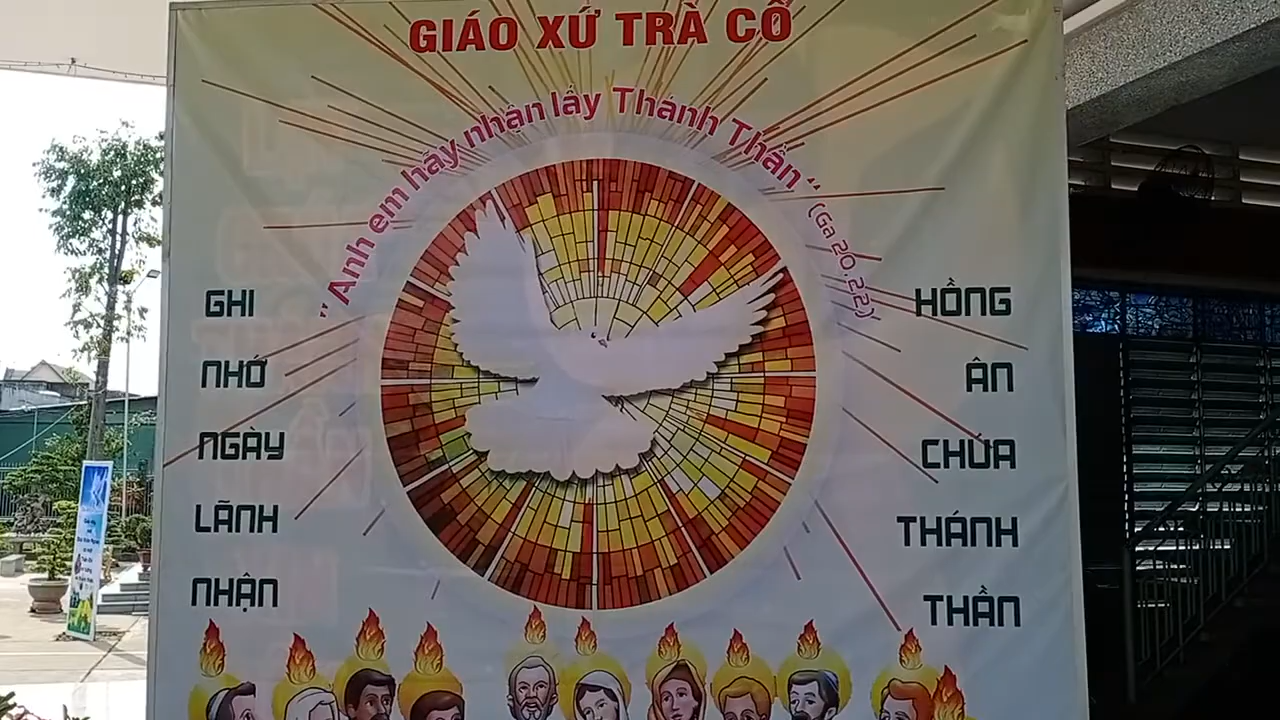 GIÁO XỨ TRÀ CỔ
"Anh em hãy nhận lấy Thánh Thần" (Ga 20.22)
GHI
NHỚ
NGÀY
LÃNH
NHẬN
HỒNG
ÂN
CHÚA
THÁNH
THẦN